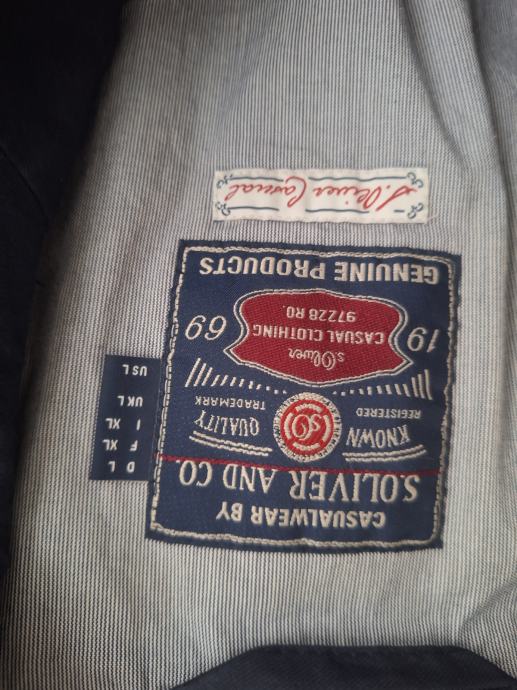 CASUALWEAR BY
S.OLIVER AND CO.
KNOWN QUALITY
REGISTERED TRADEMARK
SO
19 69
s.Oliver
CASUAL CLOTHING
97228 RO.
GENUINE PRODUCTS
S.Oliver Casual
D L
F XL
I XL
UK L
US L